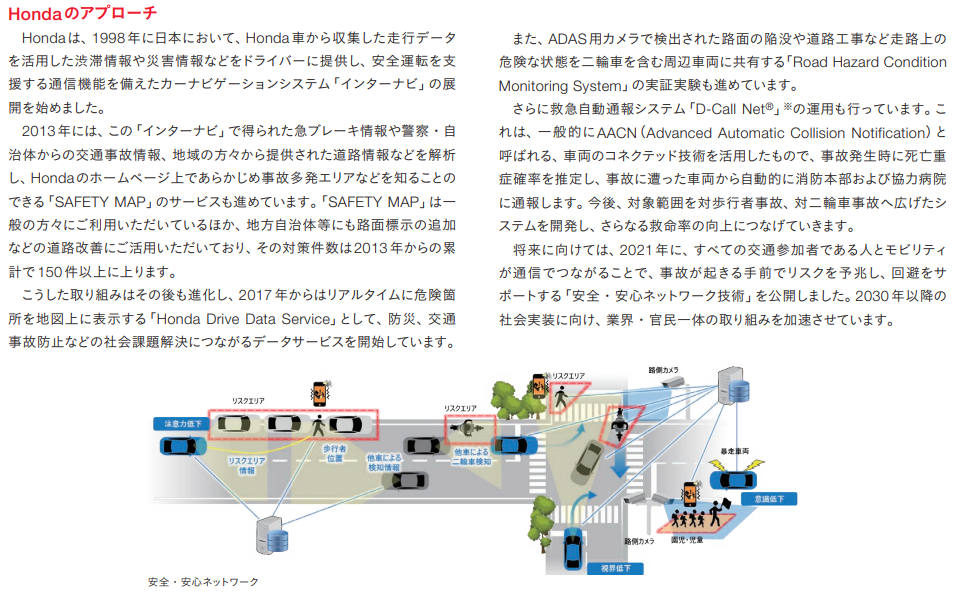 Hondaのアプローチ
Hondaは、1998年に日本において、Honda車から収集した走行データ
を活用した渋滞情報や災害情報などをドライバーに提供し、安全運転を支
援する通信機能を備えたカーナビゲーションシステム「インターナビ」の展
開を始めました。
2013年には、この「インターナビ」で得られた急ブレーキ情報や警察・自
治体からの交通事故情報、地域の方々から提供された道路情報などを解析
し、Hondaのホームページ上であらかじめ事故多発エリアなどを知ることの
できる「SAFETY MAP」のサービスも進めています。「SAFETY MAP」は一
般の方々にご利用いただいているほか、地方自治体等にも路面標示の追加
などの道路改善にご活用いただいており、その対策件数は2013年からの累
計で150件以上に上ります。
こうした取り組みはその後も進化し、2017年からはリアルタイムに危険箇
所を地図上に表示する「Honda Drive Data Service」として、防災、交通
事故防止などの社会課題解決につながるデータサービスを開始しています。
また、ADAS用カメラで検出された路面の陥没や道路工事など走路上の
危険な状態を二輪車を含む周辺車両に共有する「Road Hazard Condition
Monitoring System」の実証実験も進めています。
さらに救急自動通報システム「D-Call Net®」※の運用も行っています。こ
れは、一般的にAACN（Advanced Automatic Collision Notification）と
呼ばれる、車両のコネクテッド技術を活用したもので、事故発生時に死亡重
症確率を推定し、事故に遭った車両から自動的に消防本部および協力病院
に通報します。今後、対象範囲を対歩行者事故、対二輪車事故へ広げたシ
ステムを開発し、さらなる救命率の向上につなげていきます。
将来に向けては、2021年に、すべての交通参加者である人とモビリティ
が通信でつながることで、事故が起きる手前でリスクを予兆し、回避をサ
ポートする「安全・安心ネットワーク技術」を公開しました。2030年以降の
社会実装に向け、業界・官民一体の取り組みを加速させています。
リスクエリア
路側カメラ
リスクエリア
リスクエリア
注意力低下
歩行者
位置
他車による
検知情報
他車による
二輪車検知
リスクエリア
情報
暴走車両
意識低下
路側カメラ
園児・児童
視界低下
安全・安心ネットワーク